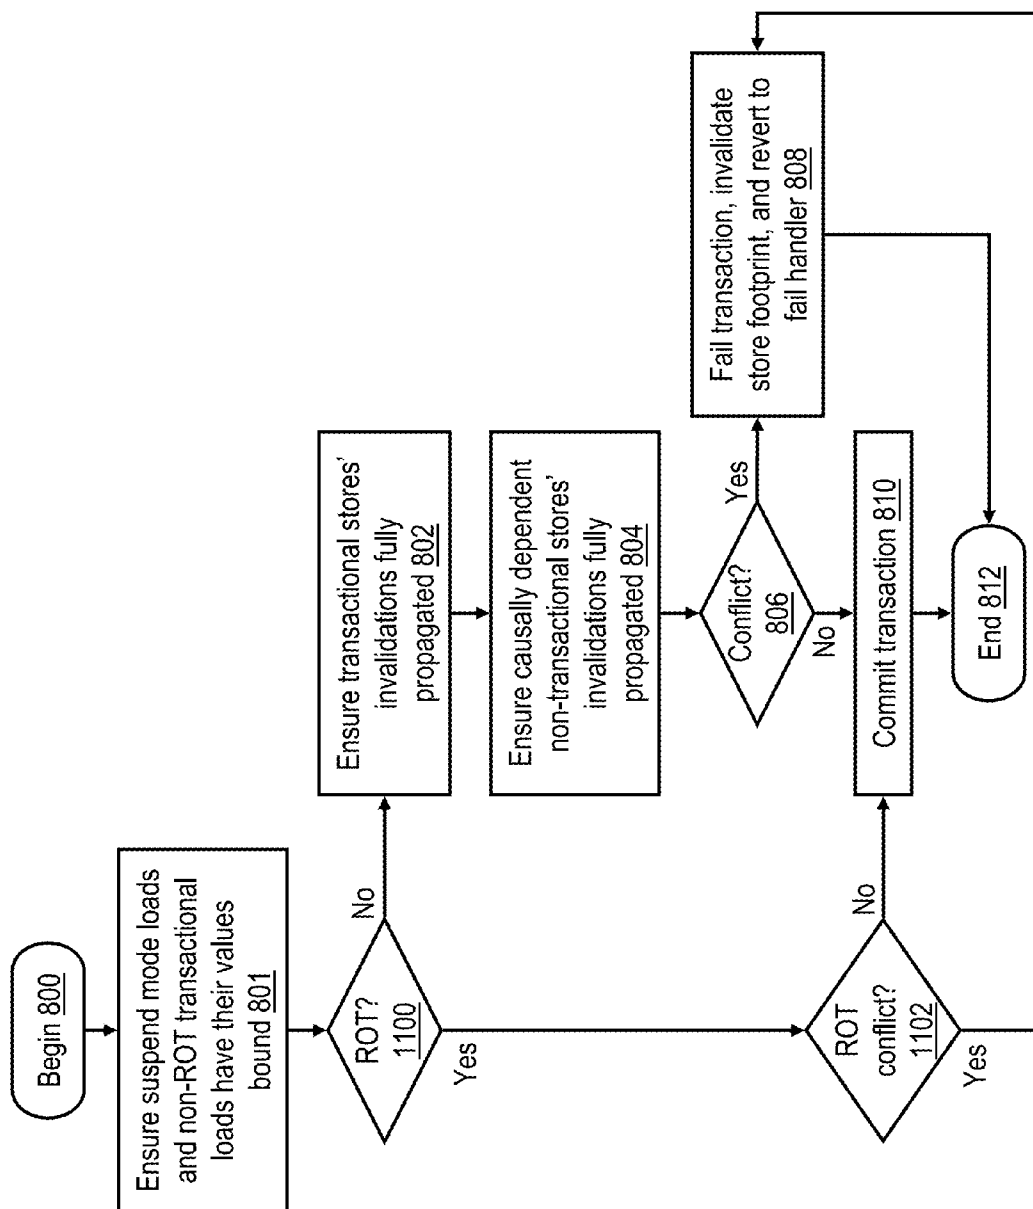 Begin 800
Ensure suspend mode loads
and non-ROT transactional
loads have their values
bound 801
ROT?
1100
No
Yes
Ensure transactional stores'
invalidations fully
propagated 802
Ensure causally dependent
non-transactional stores'
invalidations fully
propagated 804
Conflict?
806
Yes
No
Fail transaction, invalidate
store footprint, and revert to
fail handler 808
ROT
conflict?
1102
No
Yes
Commit transaction 810
End 812